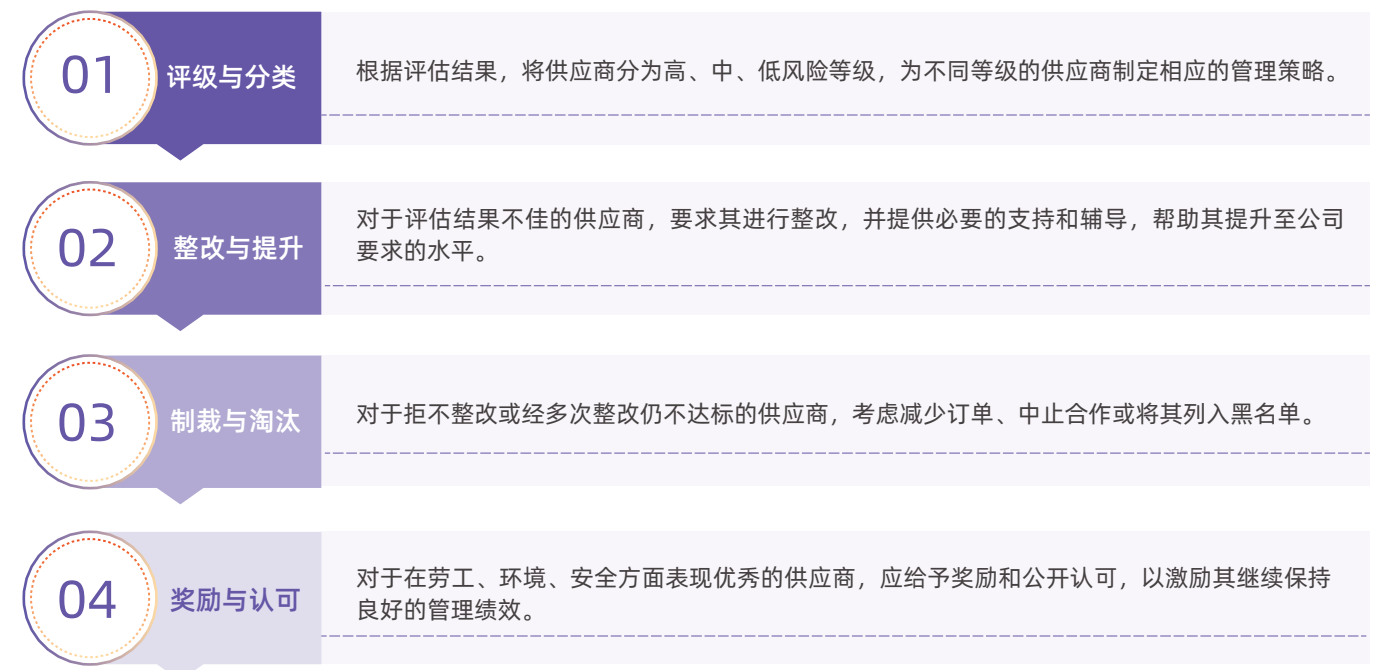 01
评级与分类
根据评估结果，将供应商分为高、中、低风险等级，为不同等级的供应商制定相应的管理策略。
02
整改与提升
对于评估结果不佳的供应商，要求其进行整改，并提供必要的支持和辅导，帮助其提升至公司
要求的水平。
03
制裁与淘汰
对于拒不整改或经多次整改仍不达标的供应商，考虑减少订单、中止合作或将其列入黑名单。
04
奖励与认可
对于在劳工、环境、安全方面表现优秀的供应商，应给予奖励和公开认可，以激励其继续保持
良好的管理绩效。